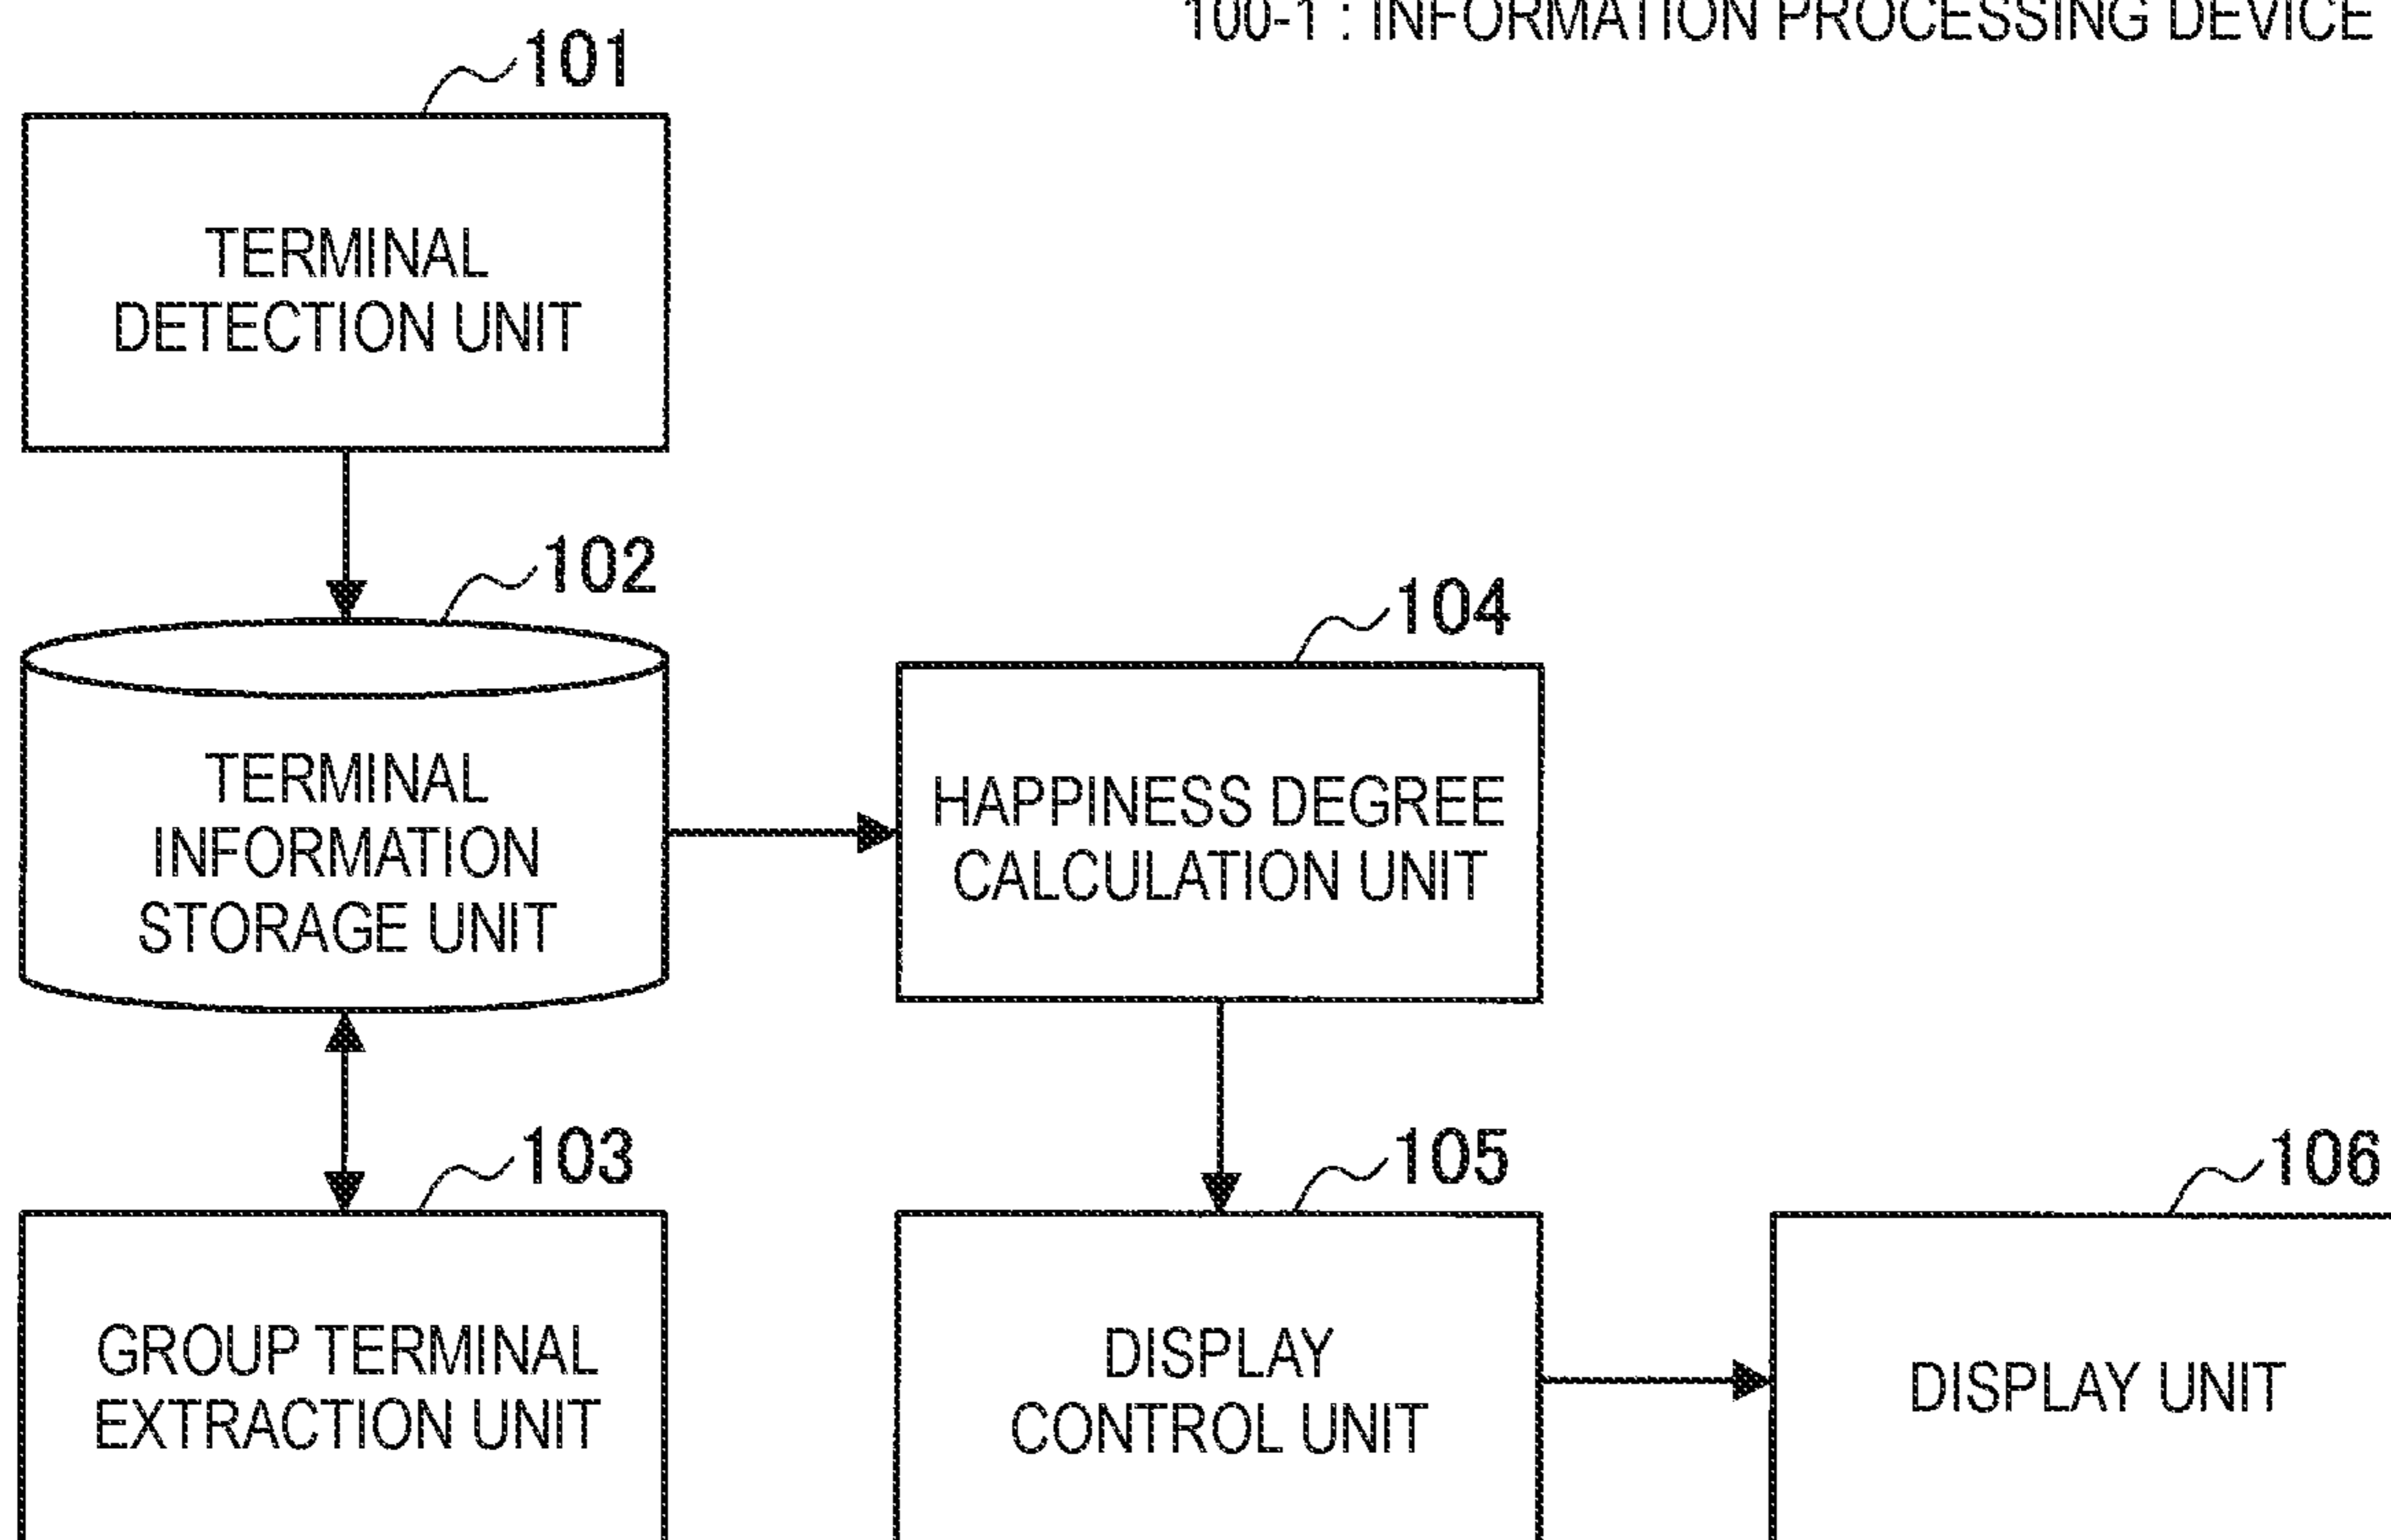 100-1 : INFORMATION PROCESSING DEVICE
101
TERMINAL
DETECTION UNIT
102
TERMINAL
INFORMATION
STORAGE UNIT
104
HAPPINESS DEGREE
CALCULATION UNIT
103
GROUP TERMINAL
EXTRACTION UNIT
105
DISPLAY
CONTROL UNIT
106
DISPLAY UNIT